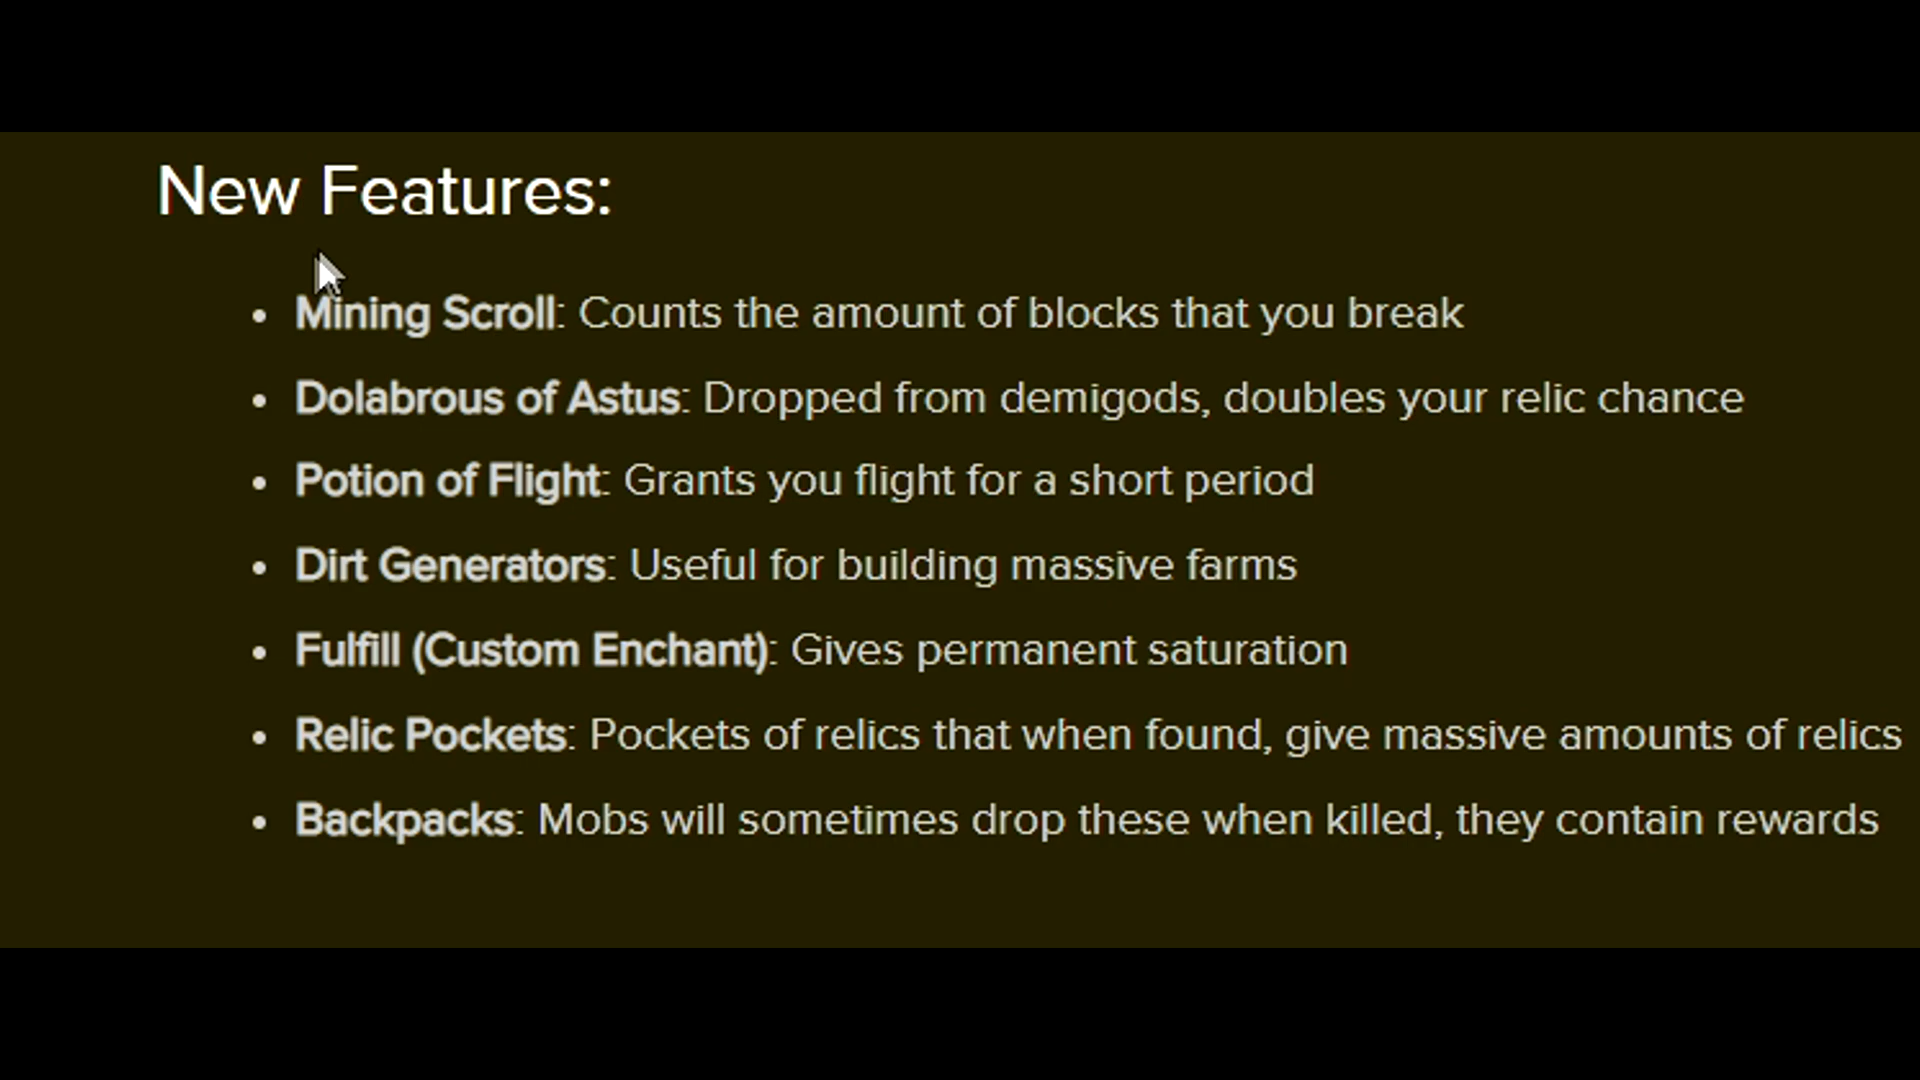 New Features:
Mining Scroll: Counts the amount of blocks that you break
Dolabrous of Astus: Dropped from demigods, doubles your relic chance
Potion of Flight: Grants you flight for a short period
Dirt Generators: Useful for building massive farms
Fulfill (Custom Enchant): Gives permanent saturation
Relic Pockets: Pockets of relics that when found, give massive amounts of relics
Backpacks: Mobs will sometimes drop these when killed, they contain rewards